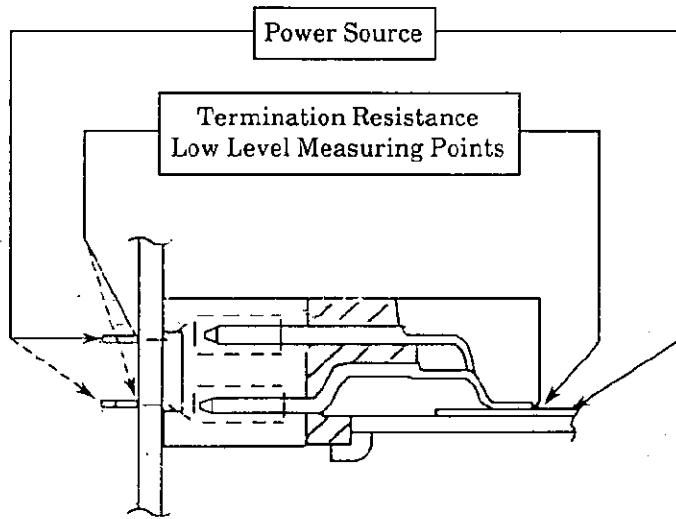 Power Source
Termination Resistance
Low Level Measuring Points